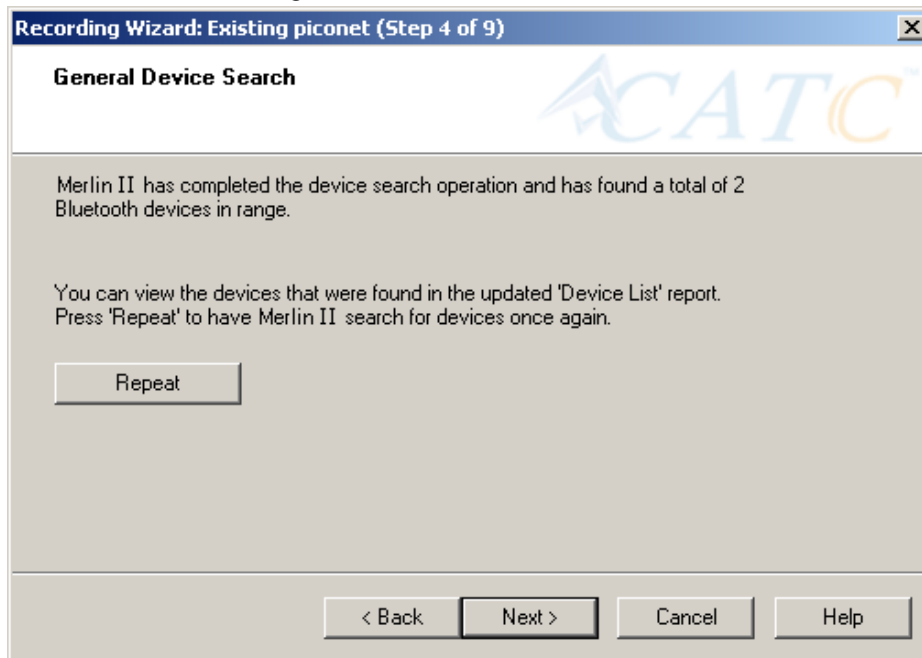 Recording Wizard: Existing piconet (Step 4 of 9)
General Device Search
CATC™
Merlin II has completed the device search operation and has found a total of 2
Bluetooth devices in range.
You can view the devices that were found in the updated 'Device List' report.
Press 'Repeat' to have Merlin II search for devices once again.
Repeat
< Back
Next >
Cancel
Help